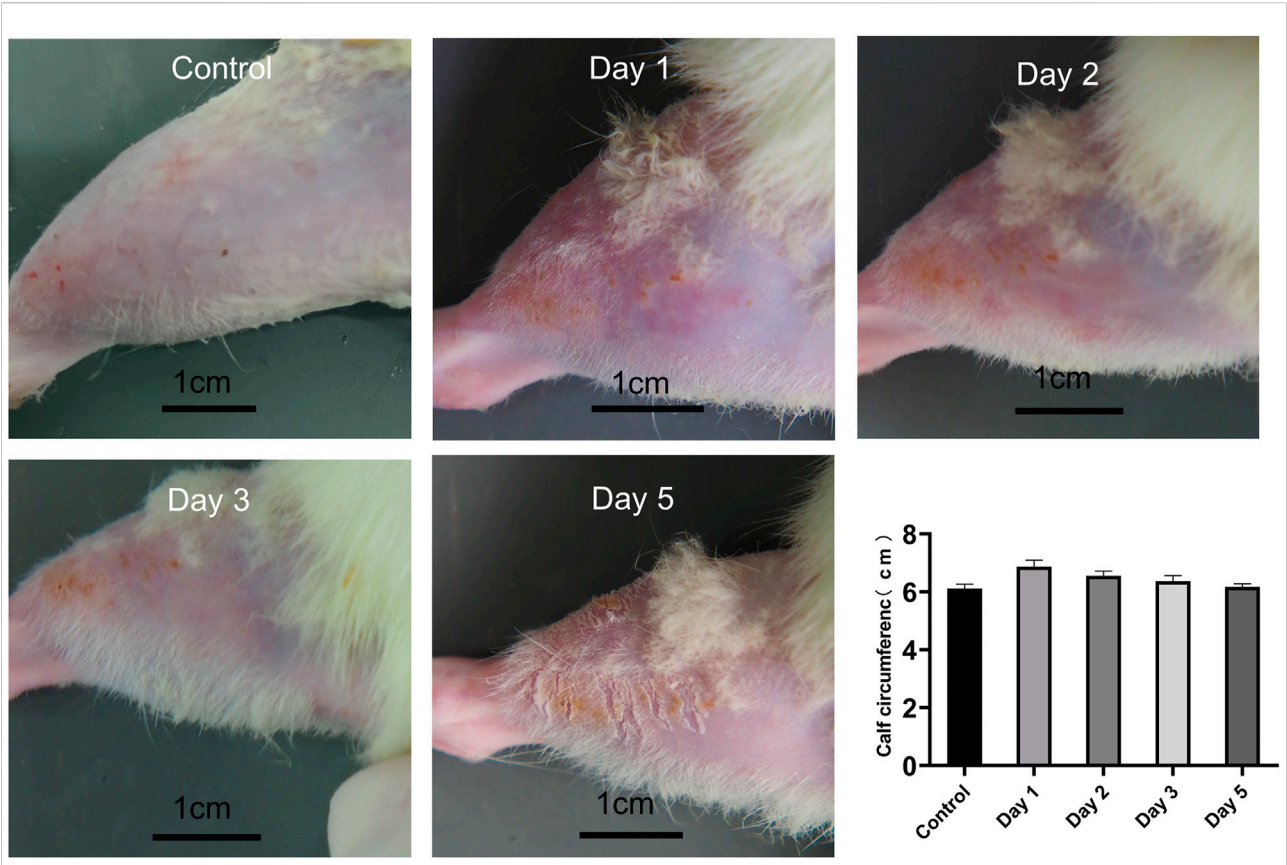 Control
Day 1
Day 2
1cm
1cm
1cm
Day 3
Day 5
1cm
1cm
Calf circumferenc( cm )
8
6
4
2
0
Control
Day 1
Day 2
Day 3
Day 5